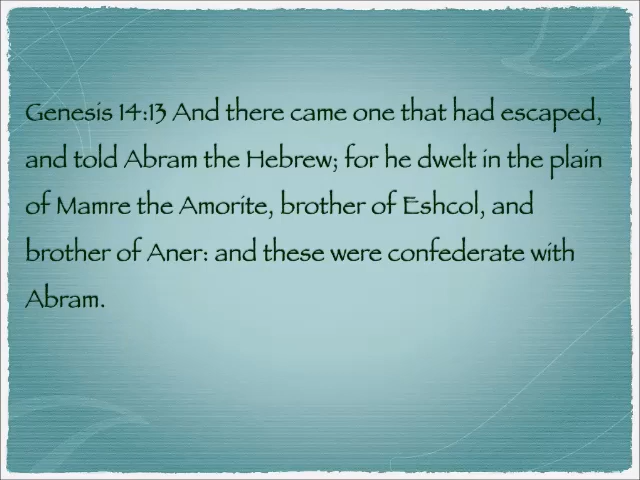 Genesis 14:13 And there came one that had escaped,
and told Abram the Hebrew; for he dwelt in the plain
of Mamre the Amorite, brother of Eshcol, and
brother of Aner: and these were confederate with
Abram.